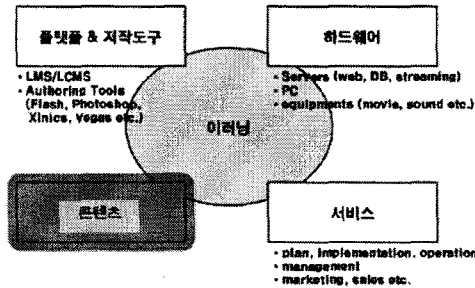 플랫폼 & 저작도구
• LMS/LCMS
• Authoring Tools
(Flash, Photoshop,
Xinics, Vegas etc.)
하드웨어
• Servers (web, DB, streaming)
• PC
• equipments (movie, sound etc.)
이러닝
콘텐츠
서비스
• plan, implementation, operation
• management
• marketing, sales etc.